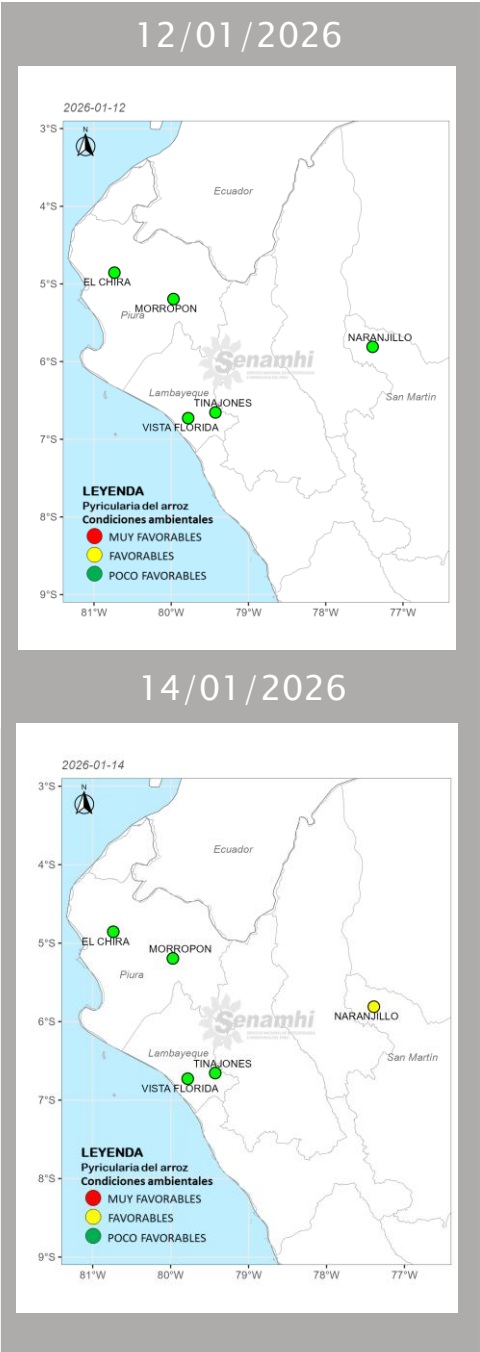 12/01/2026
2026-01-12
N
3°S
4°S
5°S
6°S
7°S
8°S
9°S
Ecuador
EL CHIRA
MORROPON
Piura
NARANJILLO
Senamhi
Lambayeque
San Martín
TINAJONES
VISTA FLORIDA
LEYENDA
Pyricularia del arroz
Condiciones ambientales
MUY FAVORABLES
FAVORABLES
POCO FAVORABLES
81°W 80°W 79°W 78°W 77°W
14/01/2026
2026-01-14
N
3°S
4°S
5°S
6°S
7°S
8°S
9°S
Ecuador
EL CHIRA
MORROPON
Piura
NARANJILLO
Senamhi
Lambayeque
San Martín
TINAJONES
VISTA FLORIDA
LEYENDA
Pyricularia del arroz
Condiciones ambientales
MUY FAVORABLES
FAVORABLES
POCO FAVORABLES
81°W 80°W 79°W 78°W 77°W